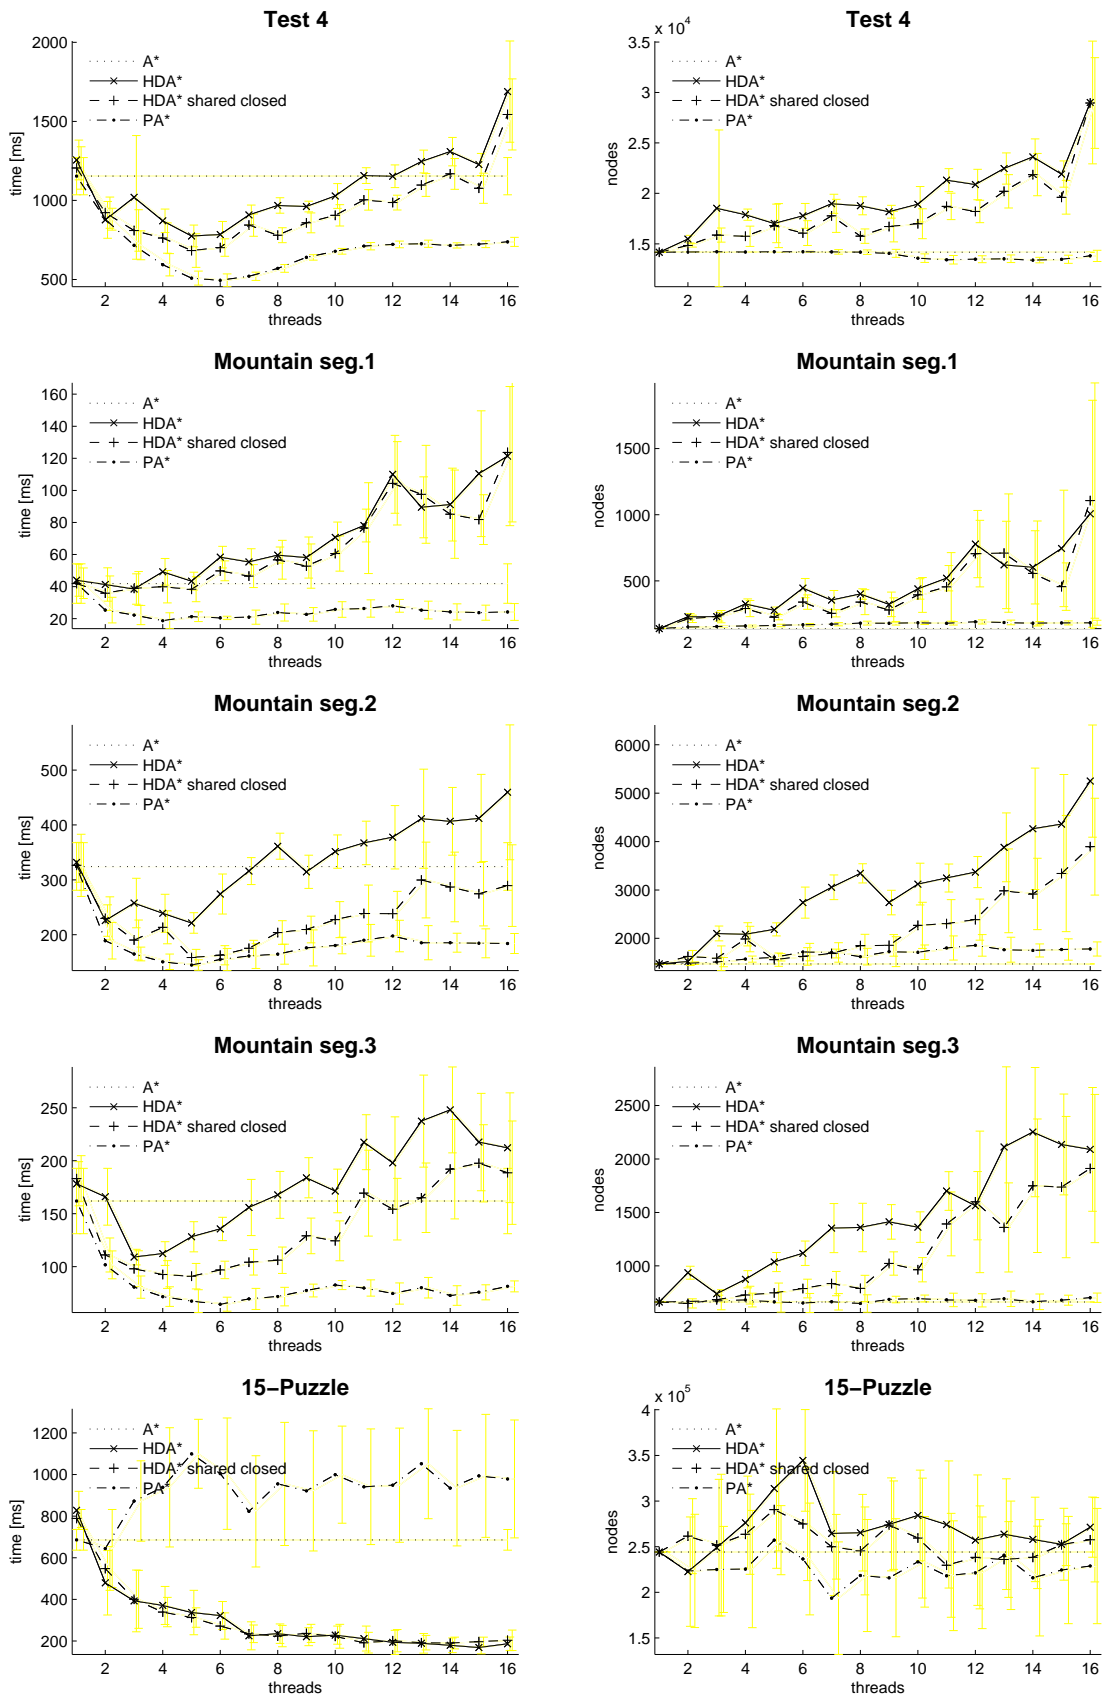 Test 4
2000
1500
1000
500
time [ms]
A*
HDA*
HDA* shared closed
PA*
2 4 6 8 10 12 14 16
threads
Test 4
x 10^4
3.5
3
2.5
2
1.5
nodes
A*
HDA*
HDA* shared closed
PA*
2 4 6 8 10 12 14 16
threads
Mountain seg.1
160
140
120
100
80
60
40
20
time [ms]
A*
HDA*
HDA* shared closed
PA*
2 4 6 8 10 12 14 16
threads
Mountain seg.1
1500
1000
500
nodes
A*
HDA*
HDA* shared closed
PA*
2 4 6 8 10 12 14 16
threads
Mountain seg.2
500
400
300
200
time [ms]
A*
HDA*
HDA* shared closed
PA*
2 4 6 8 10 12 14 16
threads
Mountain seg.2
6000
5000
4000
3000
2000
nodes
A*
HDA*
HDA* shared closed
PA*
2 4 6 8 10 12 14 16
threads
Mountain seg.3
250
200
150
100
time [ms]
A*
HDA*
HDA* shared closed
PA*
2 4 6 8 10 12 14 16
threads
Mountain seg.3
2500
2000
1500
1000
nodes
A*
HDA*
HDA* shared closed
PA*
2 4 6 8 10 12 14 16
threads
15−Puzzle
1200
1000
800
600
400
200
time [ms]
A*
HDA*
HDA* shared closed
PA*
2 4 6 8 10 12 14 16
threads
15−Puzzle
x 10^5
4
3.5
3
2.5
2
1.5
nodes
A*
HDA*
HDA* shared closed
PA*
2 4 6 8 10 12 14 16
threads